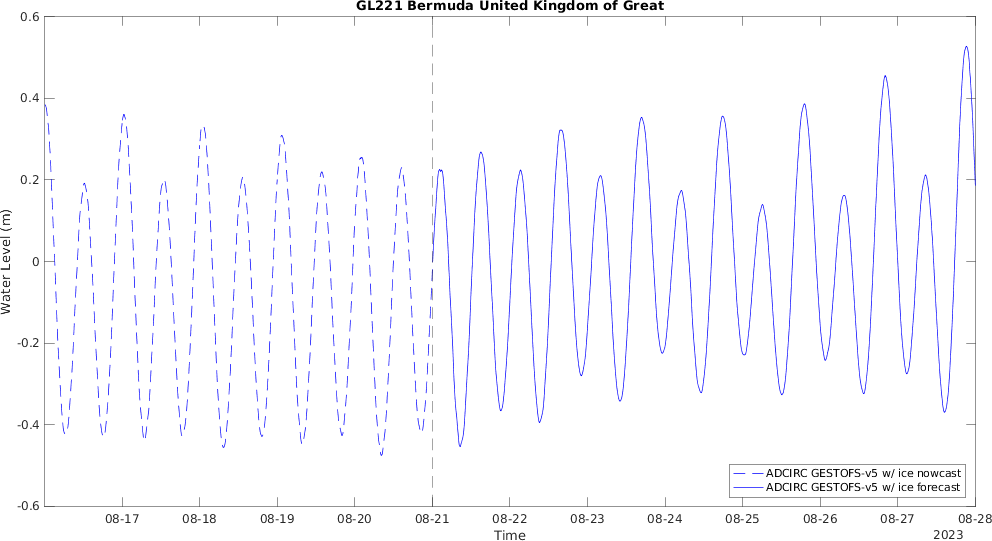 GL221 Bermuda United Kingdom of Great
0.6
0.4
0.2
0
-0.2
-0.4
-0.6
Water Level (m)
ADCIRC GESTOFS-v5 w/ ice nowcast
ADCIRC GESTOFS-v5 w/ ice forecast
08-17 08-18 08-19 08-20 08-21 08-22 08-23 08-24 08-25 08-26 08-27 08-28
Time
2023